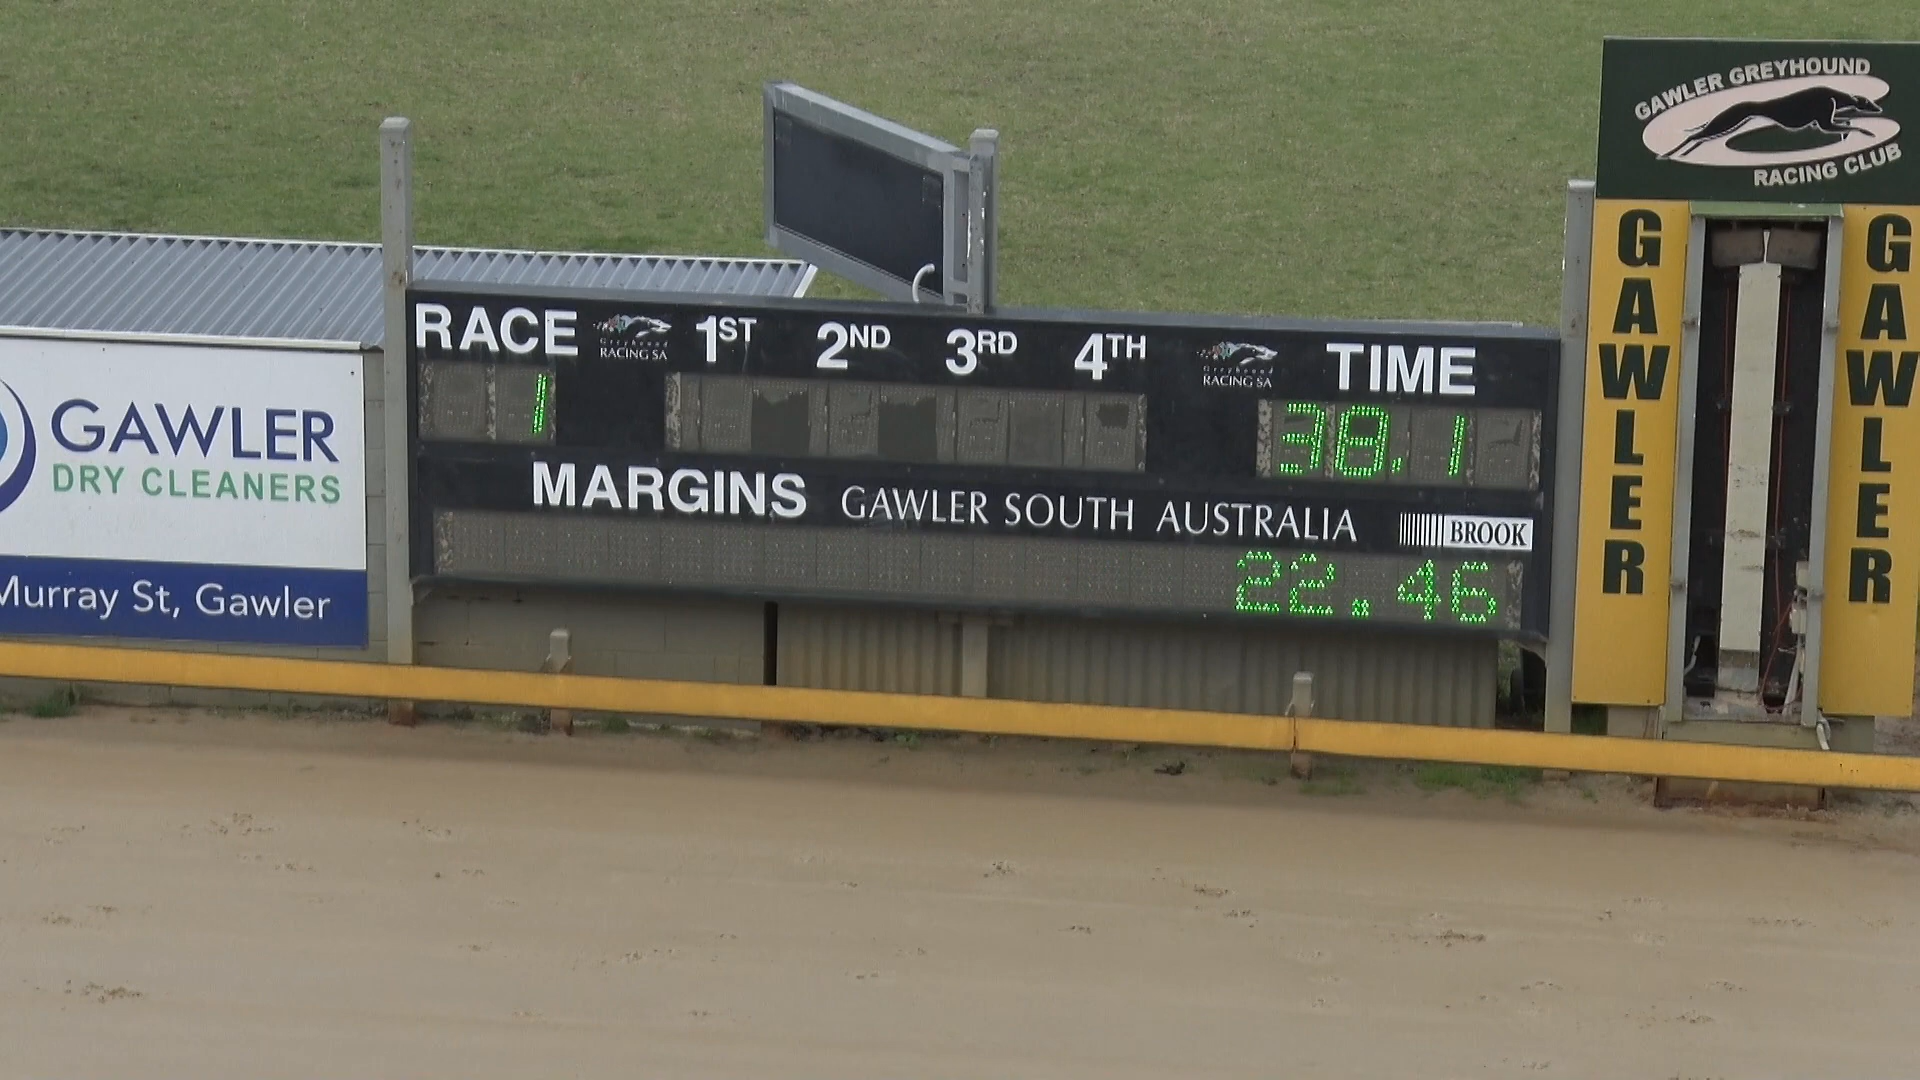 GAWLER GREYHOUND
RACING CLUB
RACE
Greyhound
RACING SA
1ST
2ND
3RD
4TH
Greyhound
RACING SA
TIME
1
38.1
MARGINS
GAWLER SOUTH AUSTRALIA
BROOK
22.46
GAWLER
DRY CLEANERS
Murray St, Gawler
GAWLER
GAWLER